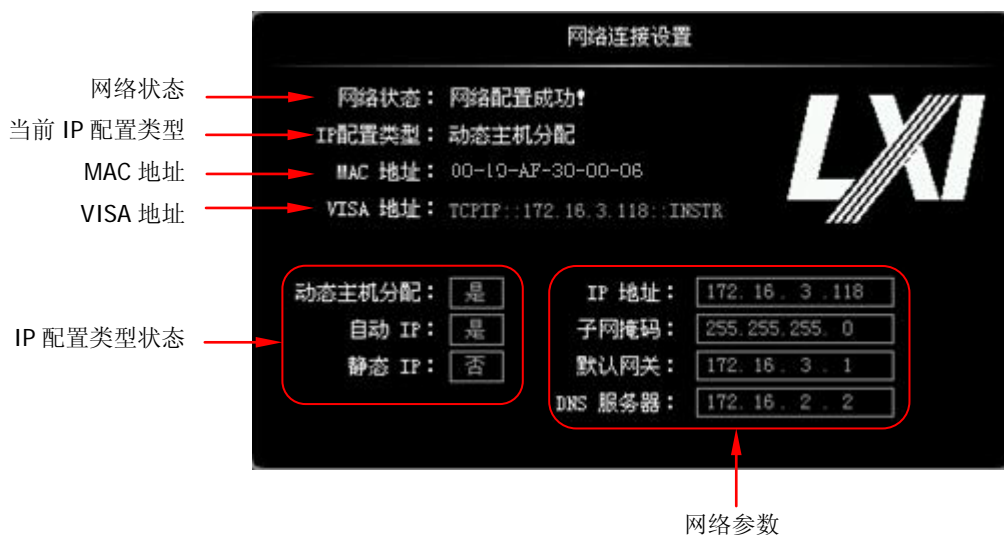 网络连接设置
网络状态
网络状态： 网络配置成功!
当前 IP 配置类型
IP配置类型： 动态主机分配
MAC 地址
MAC 地址： 00-19-AF-30-00-06
VISA 地址
VISA 地址： TCPIP::172.16.3.118::INSTR
LXI
IP 配置类型状态
动态主机分配： 是
自动 IP： 是
静态 IP： 否
IP 地址： 172. 16 . 3 .118
子网掩码： 255.255.255. 0
默认网关： 172. 16 . 3 . 1
DNS 服务器： 172. 16 . 2 . 2
网络参数